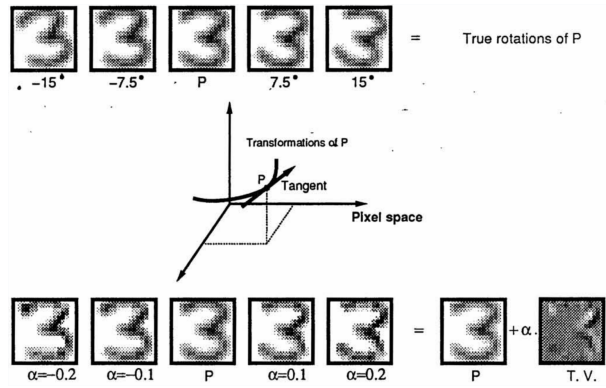 = True rotations of P
−15° −7.5° P 7.5° 15°
Transformations of P
P
Tangent
Pixel space
= +α.
α=−0.2 α=−0.1 P α=0.1 α=0.2 P T. V.